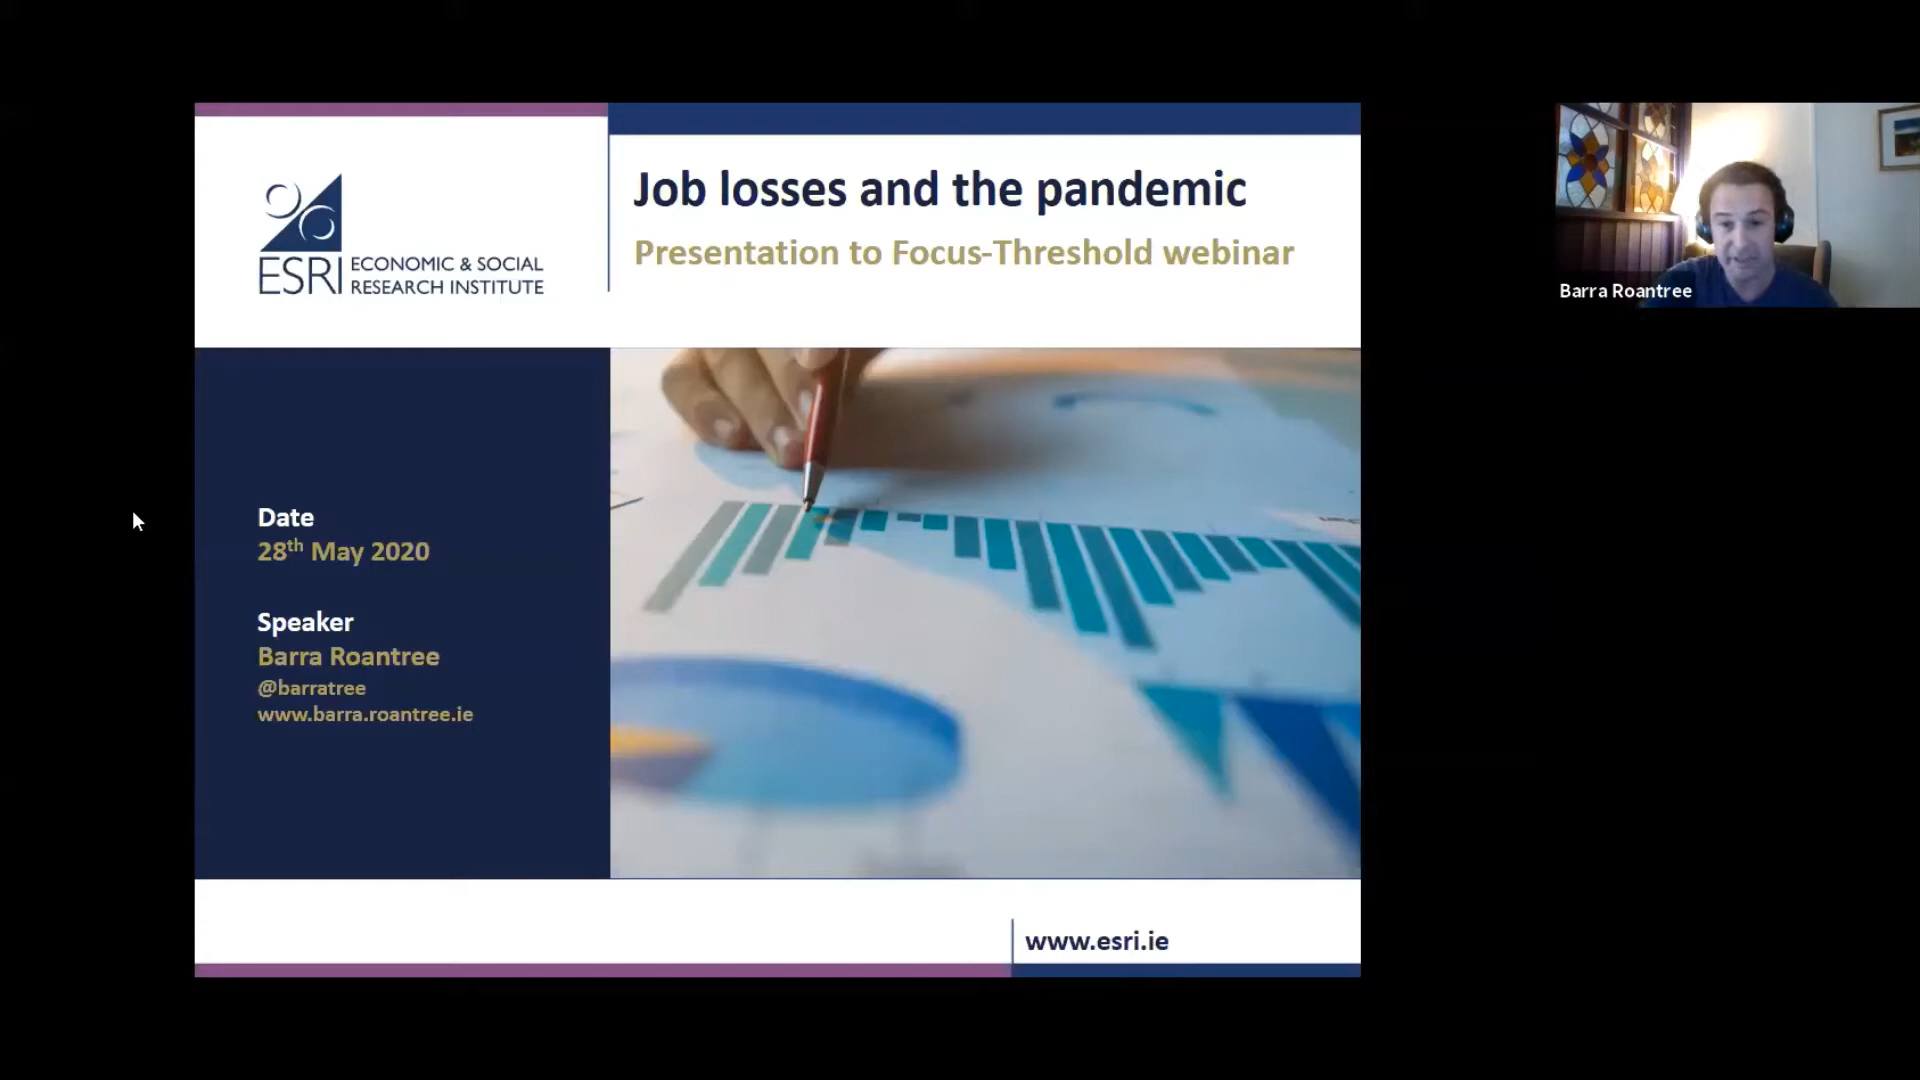 Job losses and the pandemic
Presentation to Focus-Threshold webinar
ESRI ECONOMIC & SOCIAL
RESEARCH INSTITUTE
Date
28th May 2020
Speaker
Barra Roantree
@barratree
www.barra.roantree.ie
www.esri.ie
Barra Roantree